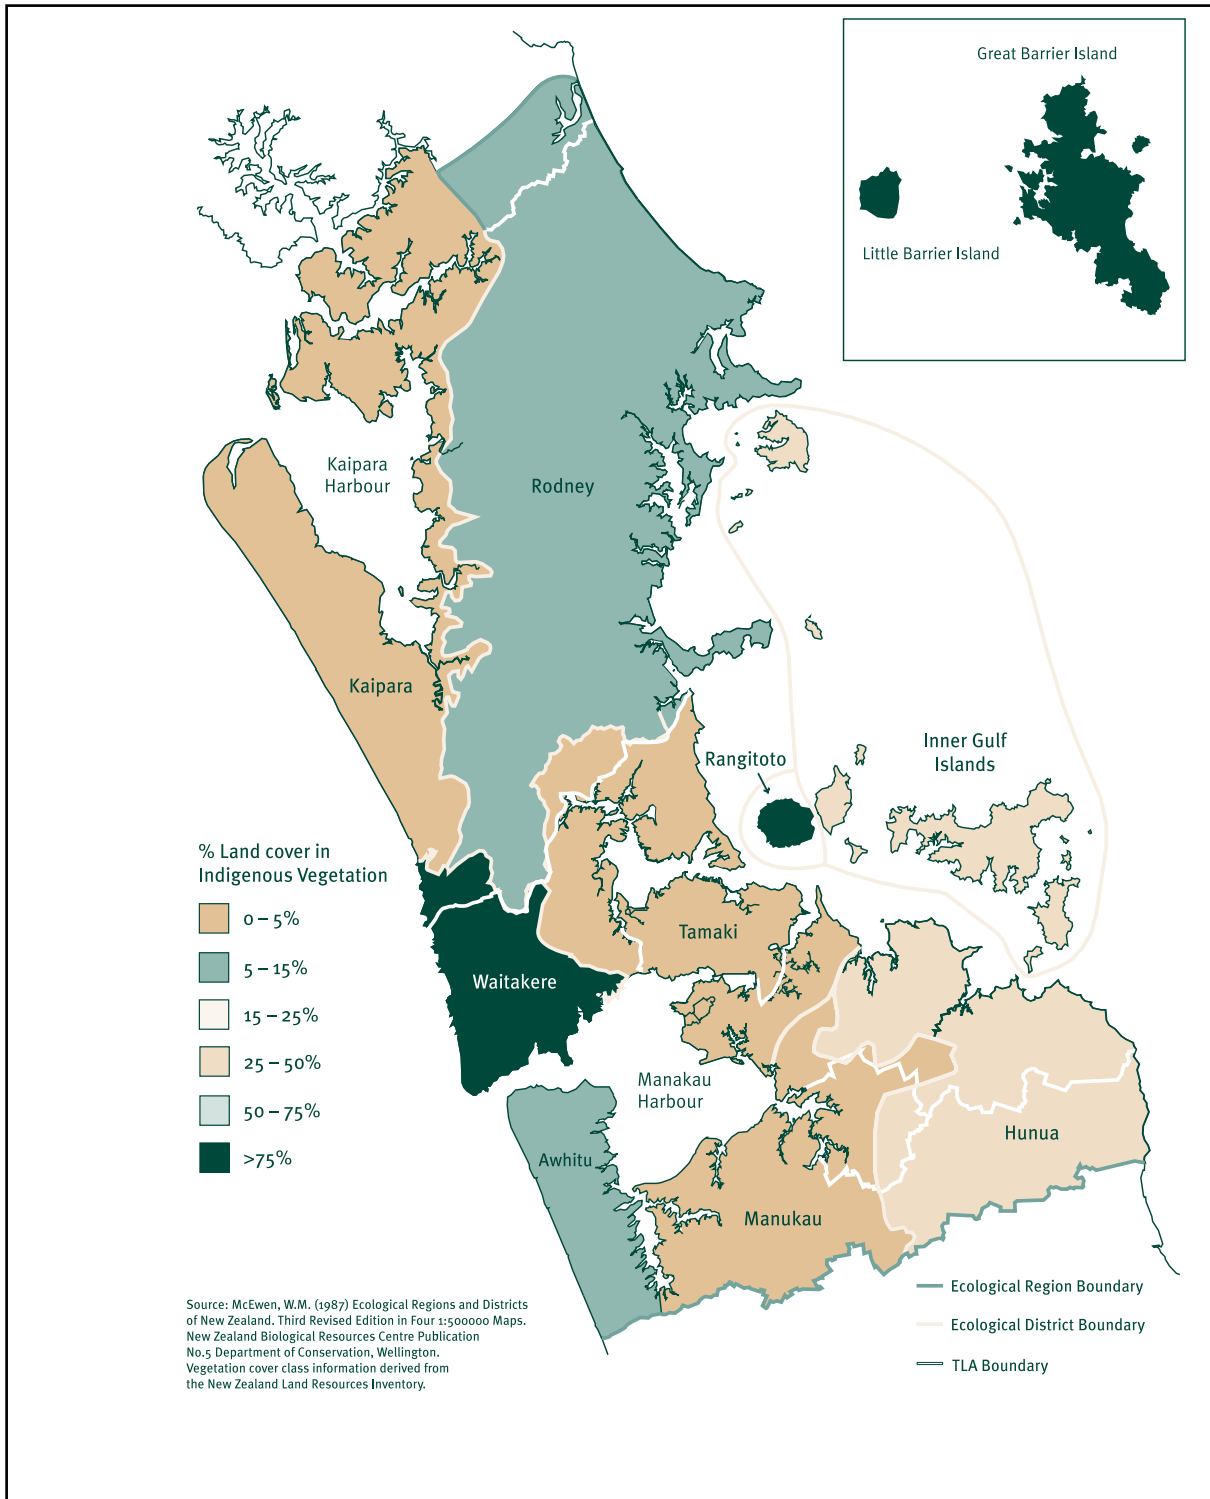 Great Barrier Island
Little Barrier Island
Kaipara
Harbour
Rodney
Kaipara
Rangitoto
Inner Gulf
Islands
% Land cover in
Indigenous Vegetation
0 – 5%
5 – 15%
15 – 25%
25 – 50%
50 – 75%
>75%
Tamaki
Waitakere
Manakau
Harbour
Awhitu
Manukau
Hunua
Ecological Region Boundary
Ecological District Boundary
TLA Boundary
Source: McEwen, W.M. (1987) Ecological Regions and Districts
of New Zealand. Third Revised Edition in Four 1:500000 Maps.
New Zealand Biological Resources Centre Publication
No.5 Department of Conservation, Wellington.
Vegetation cover class information derived from
the New Zealand Land Resources Inventory.